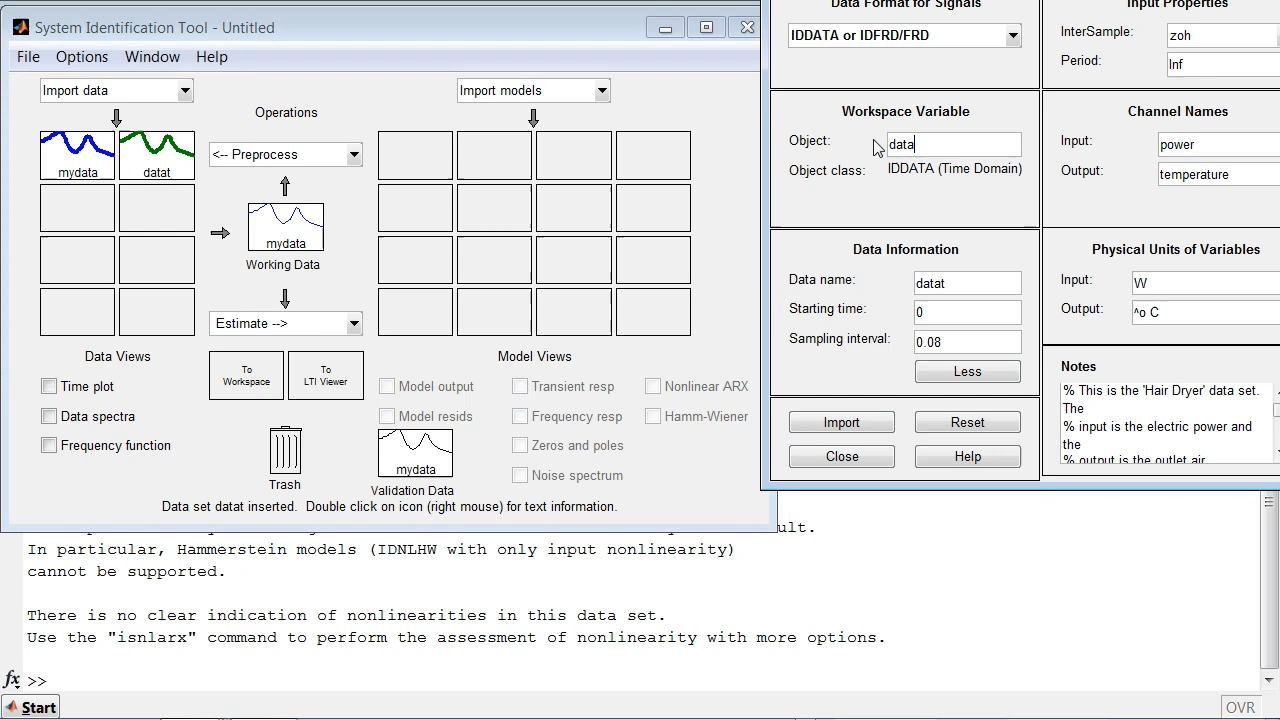 System Identification Tool - Untitled
File Options Window Help
Import data
Import models
Operations
mydata
datat
<-- Preprocess
mydata
Working Data
Estimate -->
Data Views
Time plot
Data spectra
Frequency function
To Workspace
To LTI Viewer
Trash
mydata
Validation Data
Model Views
Model output
Transient resp
Nonlinear ARX
Model resids
Frequency resp
Hamm-Wiener
Zeros and poles
Noise spectrum
Data set datat inserted. Double click on icon (right mouse) for text information.
Data Format for Signals
IDDATA or IDFRD/FRD
Workspace Variable
Object: data
Object class: IDDATA (Time Domain)
Data Information
Data name: datat
Starting time: 0
Sampling interval: 0.08
Less
Import
Reset
Close
Help
Input Properties
InterSample: zoh
Period: Inf
Channel Names
Input: power
Output: temperature
Physical Units of Variables
Input: W
Output: ^o C
Notes
% This is the 'Hair Dryer' data set.
The
% input is the electric power and
the
% output is the outlet air
ult.
In particular, Hammerstein models (IDNLHW with only input nonlinearity)
cannot be supported.
There is no clear indication of nonlinearities in this data set.
Use the "isnlarx" command to perform the assessment of nonlinearity with more options.
fx >>
Start
OVR